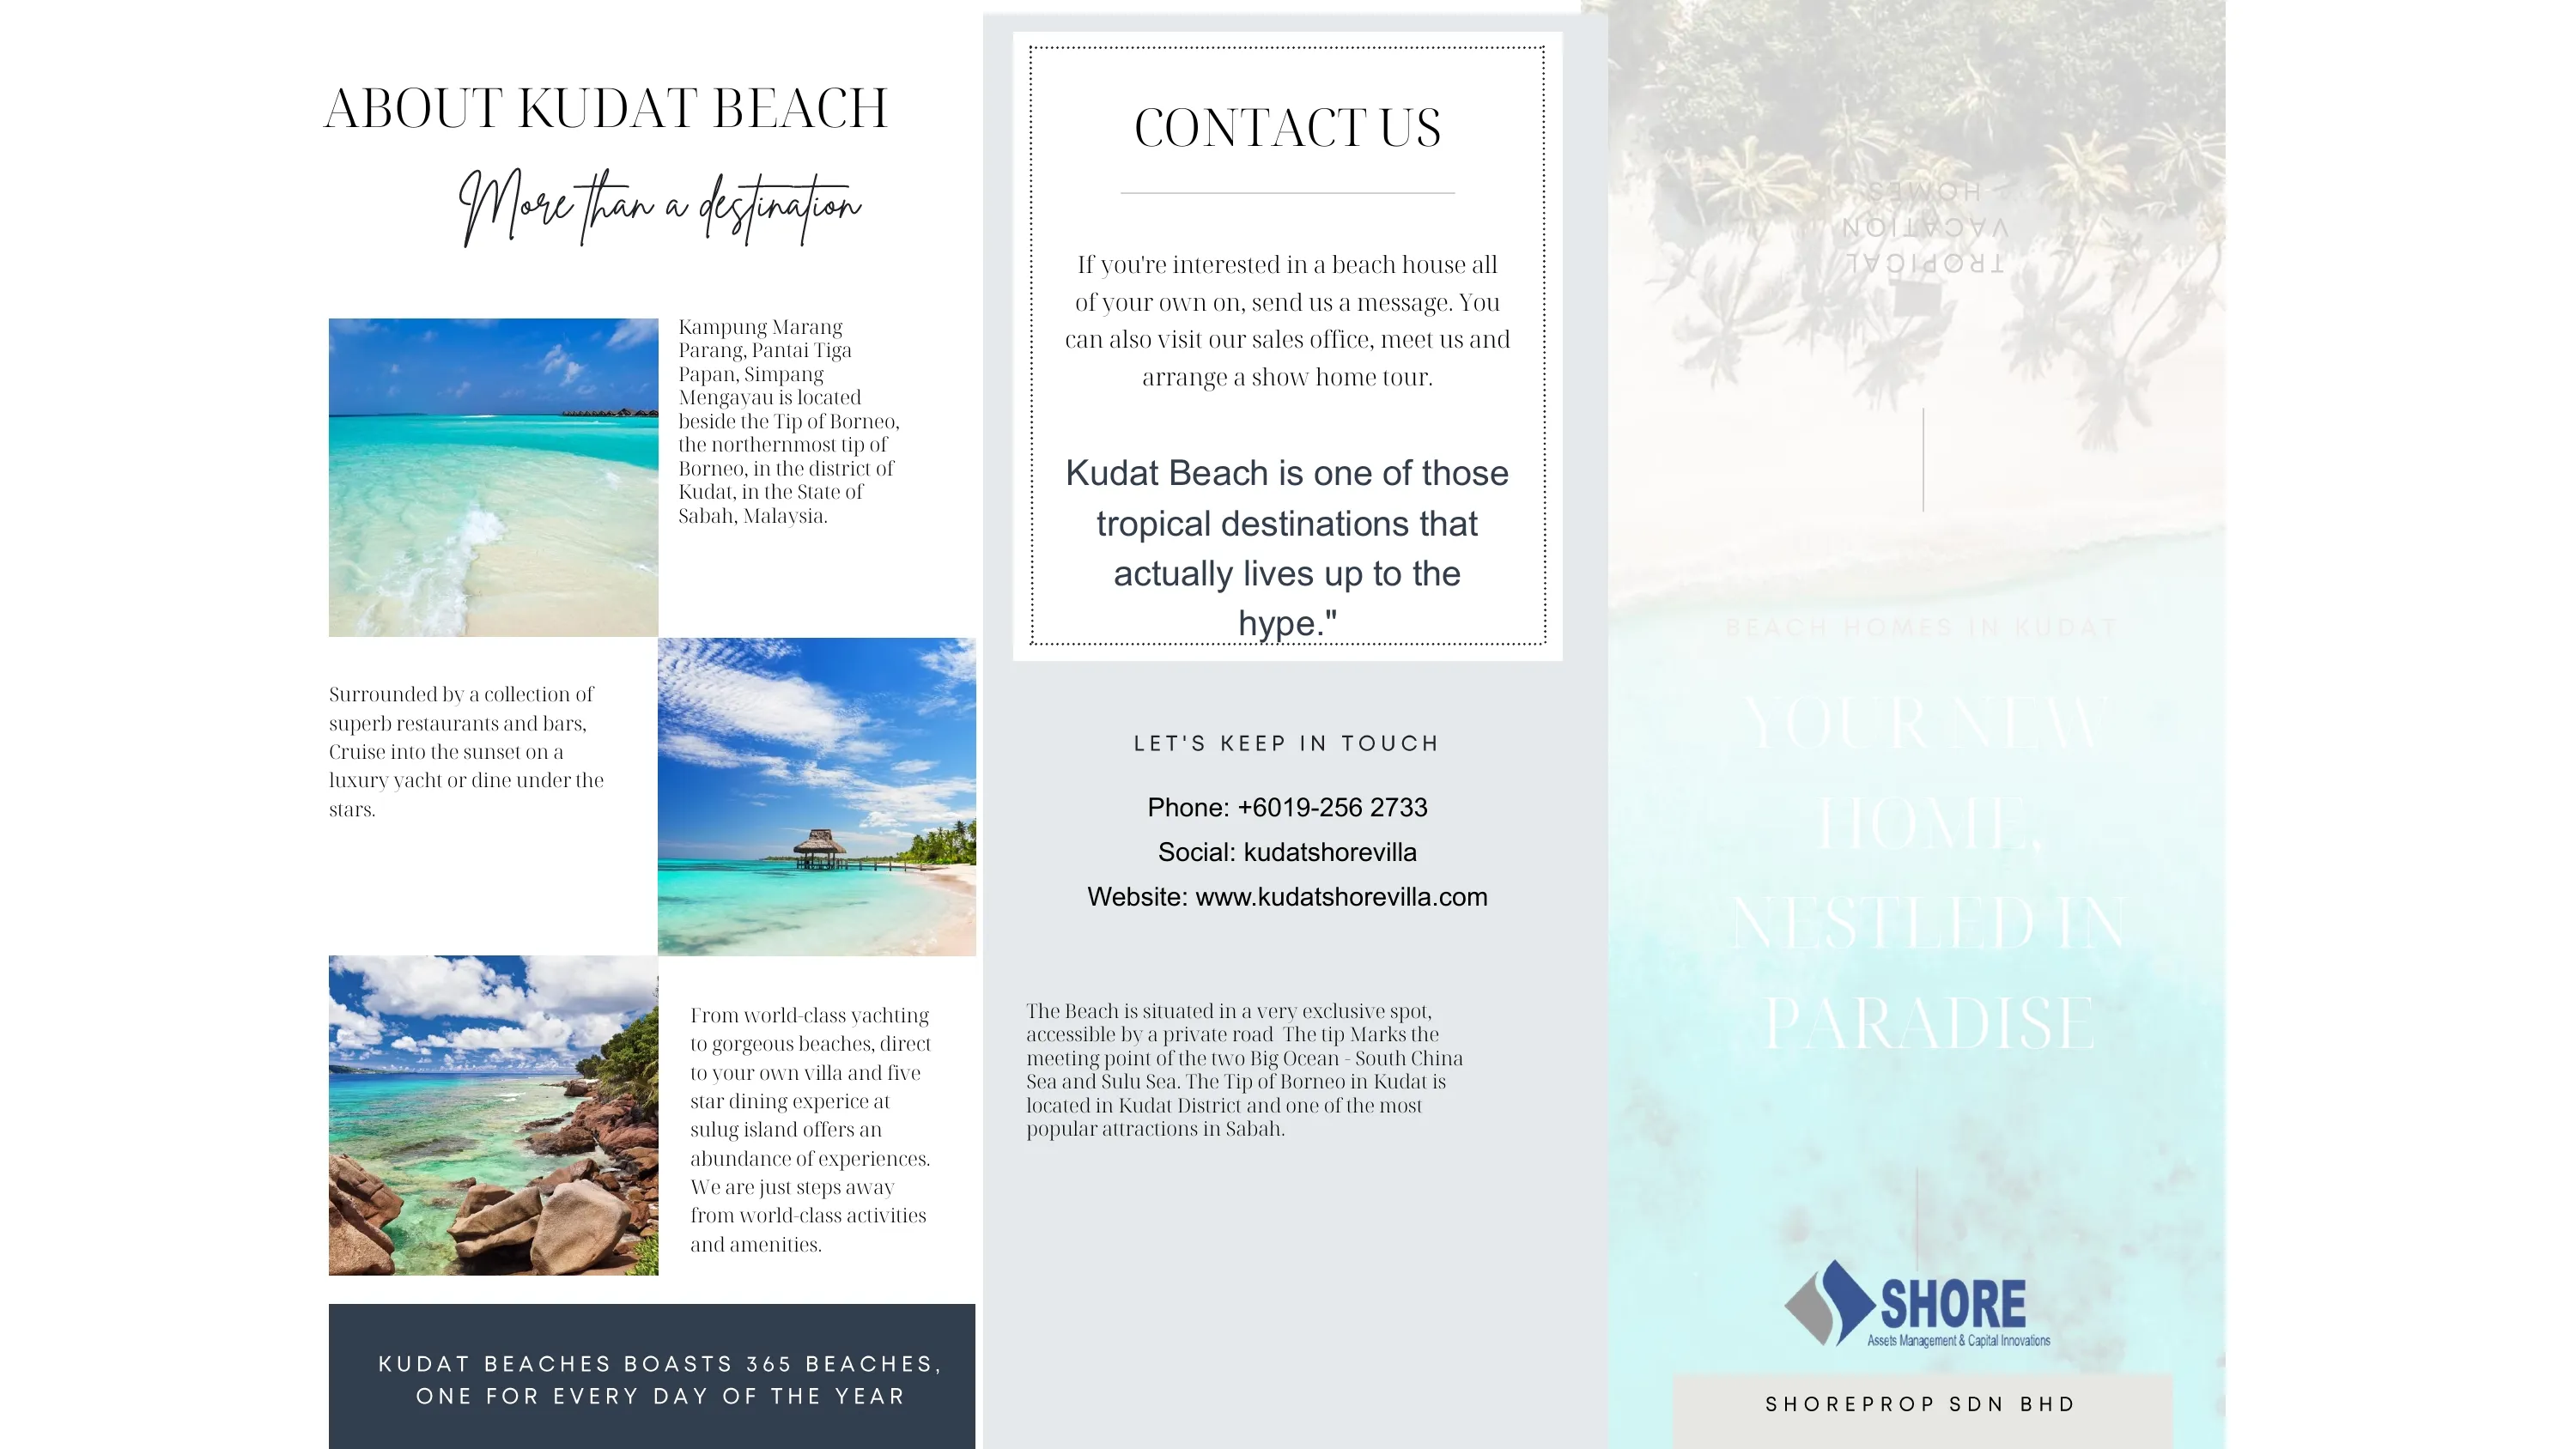 ABOUT KUDAT BEACH
More than a destination
Kampung Marang
Parang, Pantai Tiga
Papan, Simpang
Mengayau is located
beside the Tip of Borneo,
the northernmost tip of
Borneo, in the district of
Kudat, in the State of
Sabah, Malaysia.
Surrounded by a collection of
superb restaurants and bars,
Cruise into the sunset on a
luxury yacht or dine under the
stars.
From world-class yachting
to gorgeous beaches, direct
to your own villa and five
star dining experice at
sulug island offers an
abundance of experiences.
We are just steps away
from world-class activities
and amenities.
KUDAT BEACHES BOASTS 365 BEACHES,
ONE FOR EVERY DAY OF THE YEAR
CONTACT US
If you're interested in a beach house all
of your own on, send us a message. You
can also visit our sales office, meet us and
arrange a show home tour.
Kudat Beach is one of those
tropical destinations that
actually lives up to the
hype."
LET'S KEEP IN TOUCH
Phone: +6019-256 2733
Social: kudatshorevilla
Website: www.kudatshorevilla.com
The Beach is situated in a very exclusive spot,
accessible by a private road The tip Marks the
meeting point of the two Big Ocean - South China
Sea and Sulu Sea. The Tip of Borneo in Kudat is
located in Kudat District and one of the most
popular attractions in Sabah.
TROPICAL
VACATION
HOMES
BEACH HOMES IN KUDAT
YOUR NEW
HOME,
NESTLED IN
PARADISE
SHORE
Assets Management & Capital Innovations
SHOREPROP SDN BHD